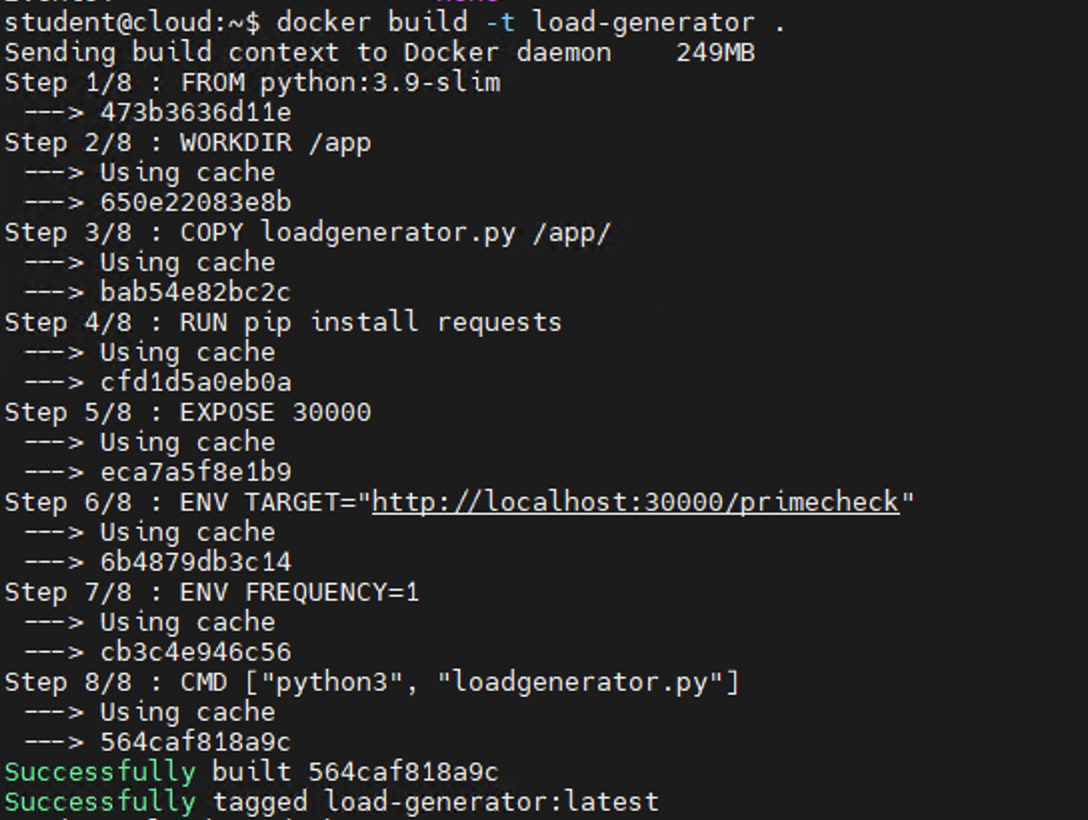 student@cloud:~$ docker build -t load-generator .
Sending build context to Docker daemon    249MB
Step 1/8 : FROM python:3.9-slim
 ---> 473b3636d11e
Step 2/8 : WORKDIR /app
 ---> Using cache
 ---> 650e22083e8b
Step 3/8 : COPY loadgenerator.py /app/
 ---> Using cache
 ---> bab54e82bc2c
Step 4/8 : RUN pip install requests
 ---> Using cache
 ---> cfd1d5a0eb0a
Step 5/8 : EXPOSE 30000
 ---> Using cache
 ---> eca7a5f8e1b9
Step 6/8 : ENV TARGET="http://localhost:30000/primecheck"
 ---> Using cache
 ---> 6b4879db3c14
Step 7/8 : ENV FREQUENCY=1
 ---> Using cache
 ---> cb3c4e946c56
Step 8/8 : CMD ["python3", "loadgenerator.py"]
 ---> Using cache
 ---> 564caf818a9c
Successfully built 564caf818a9c
Successfully tagged load-generator:latest